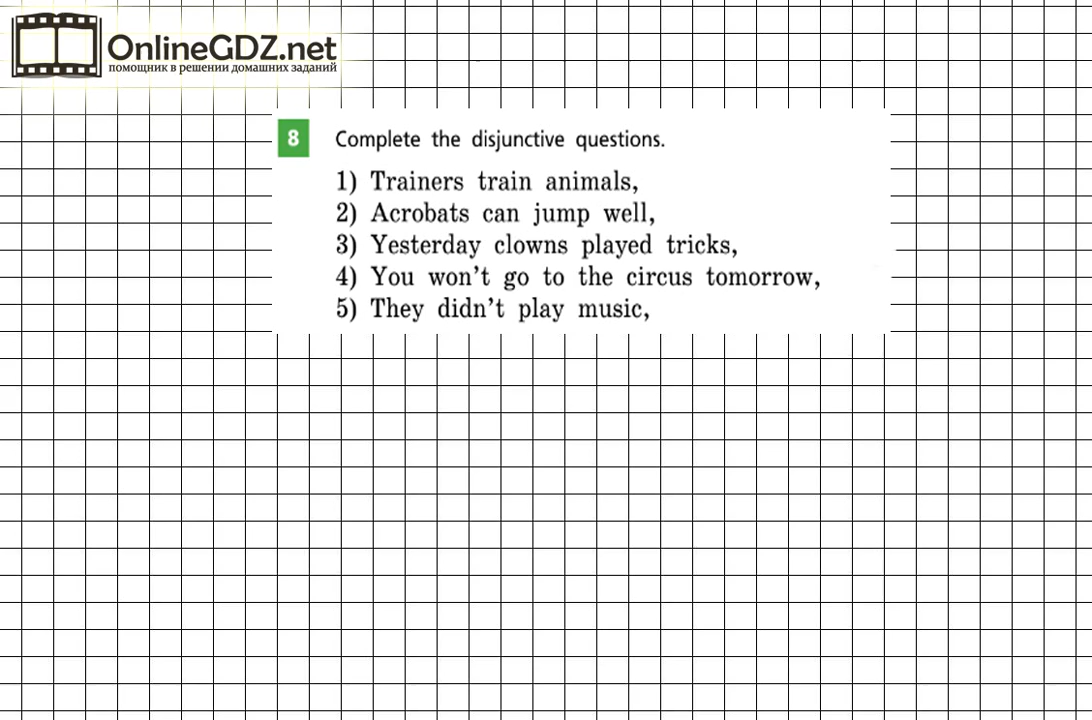 OnlineGDZ.net
помощник в решении домашних заданий
8 Complete the disjunctive questions.
1) Trainers train animals,
2) Acrobats can jump well,
3) Yesterday clowns played tricks,
4) You won't go to the circus tomorrow,
5) They didn't play music,